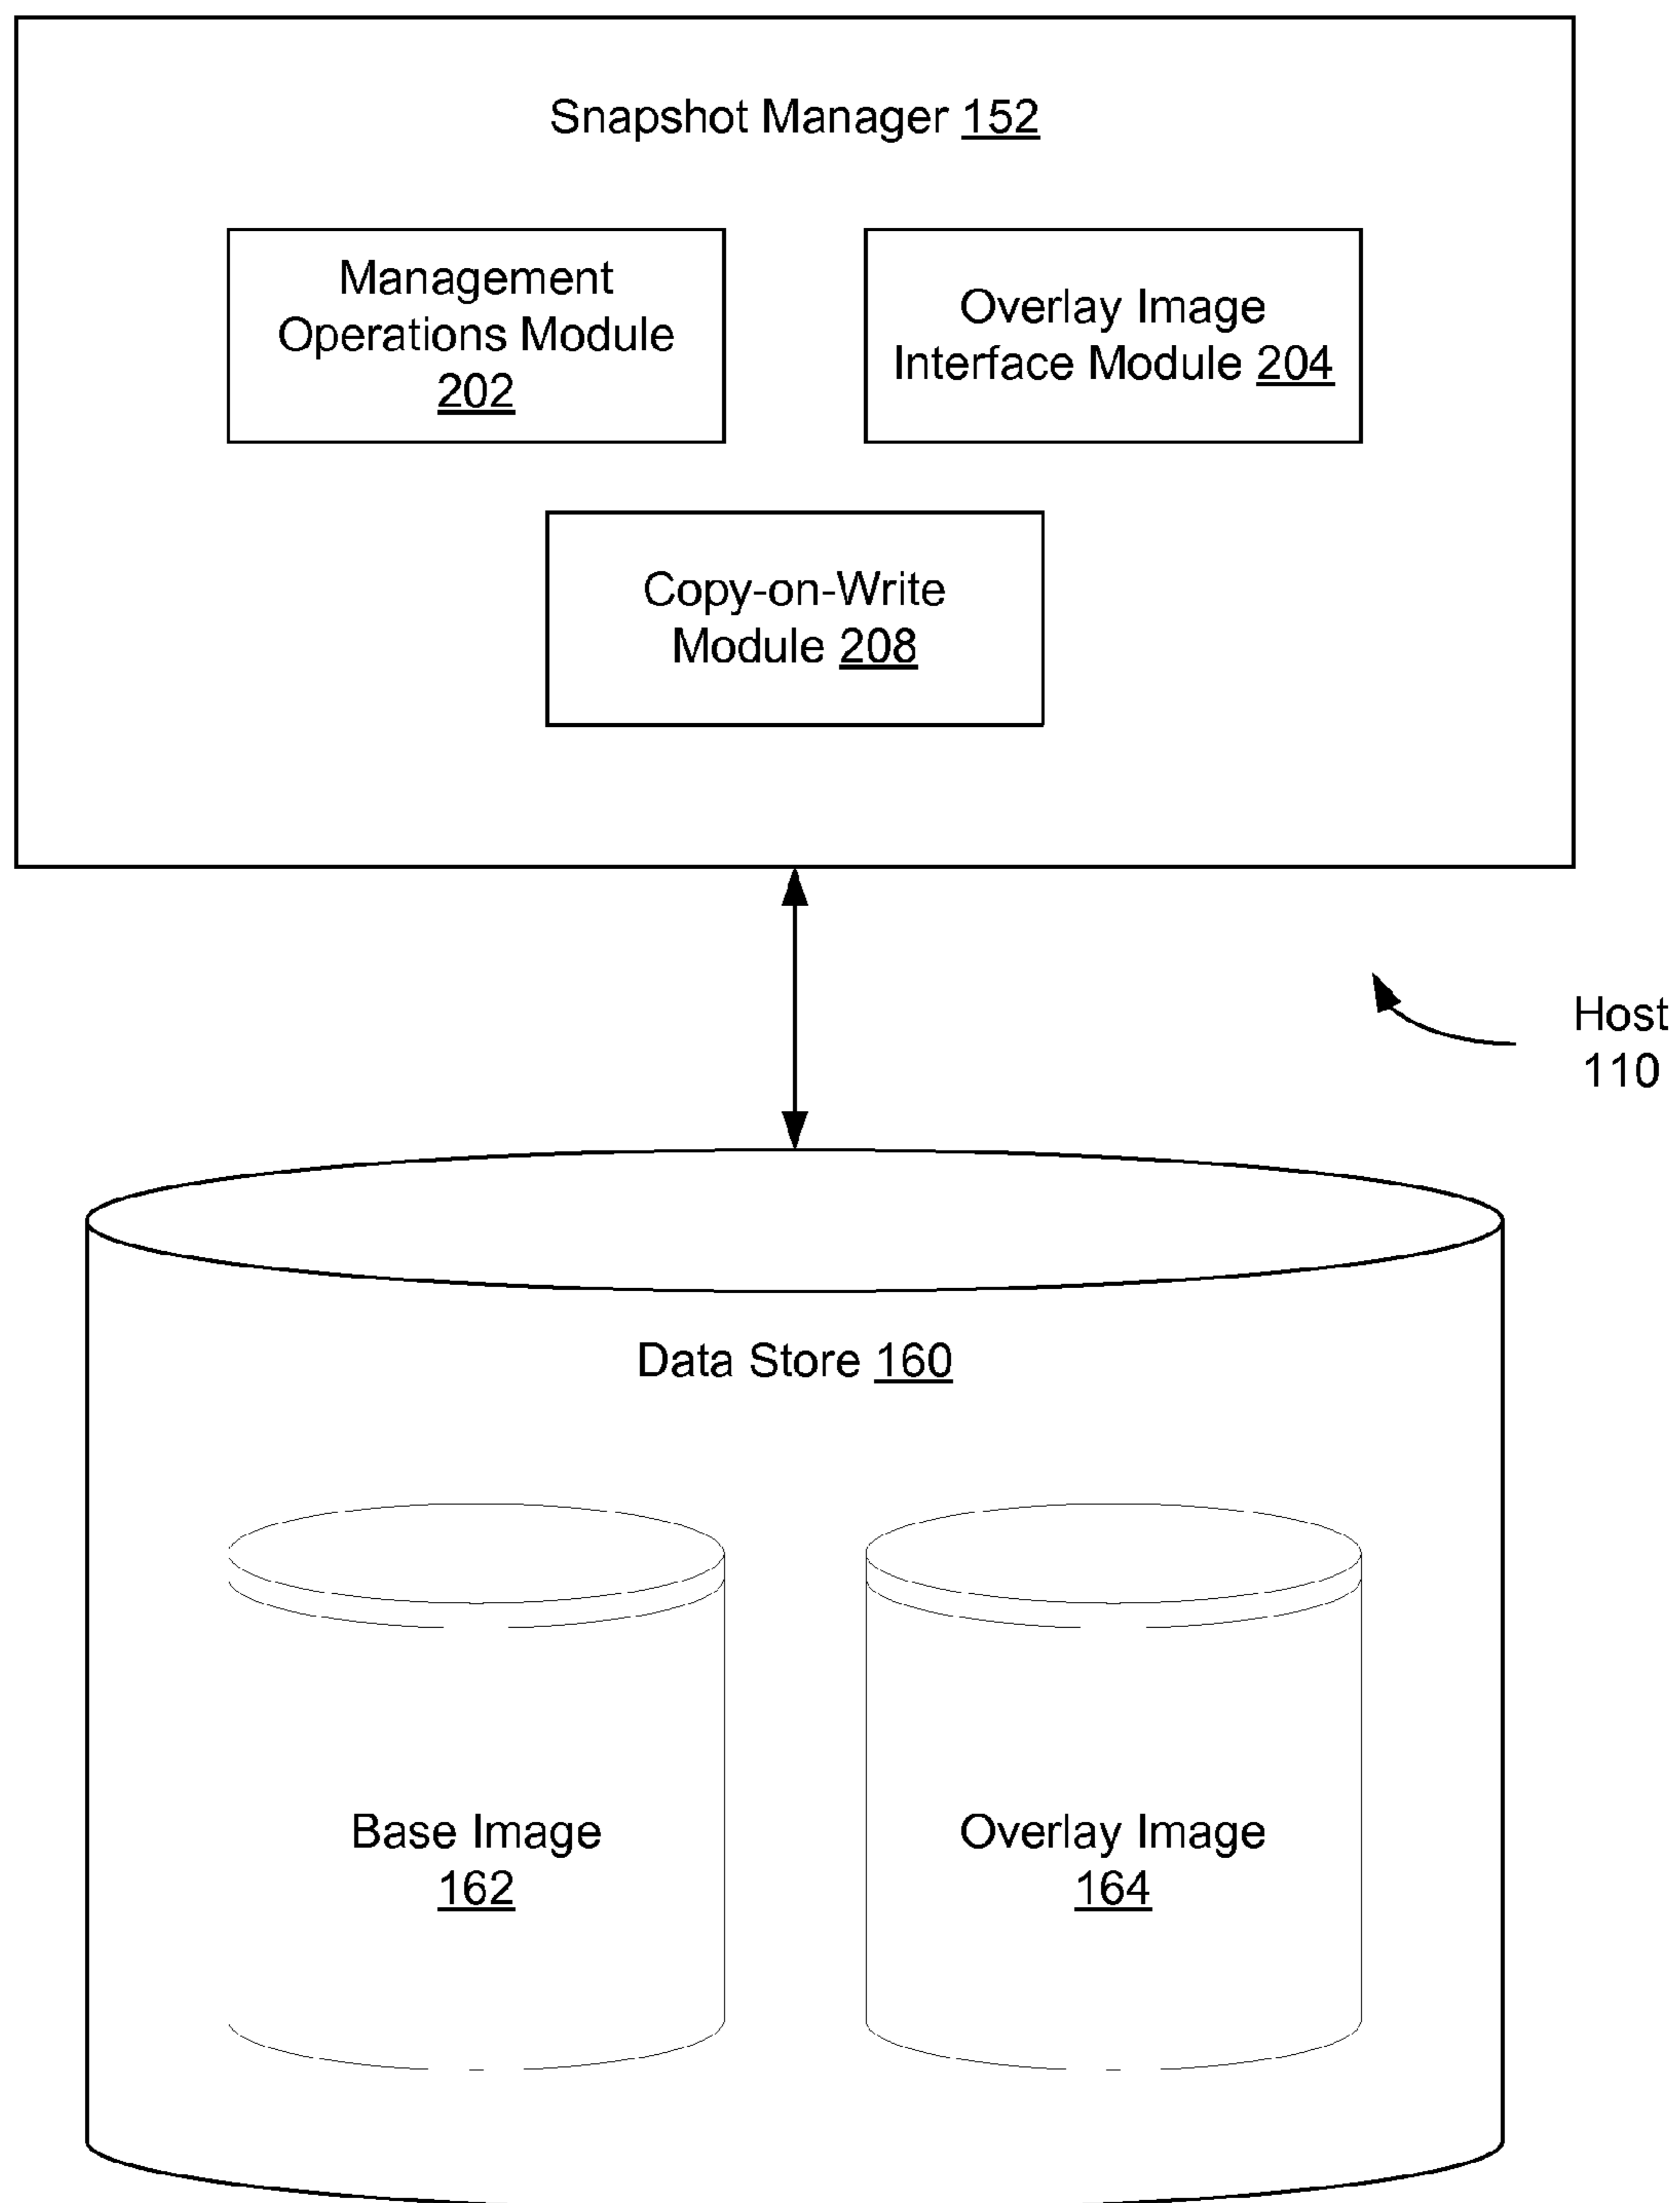 Snapshot Manager 152
Management
Operations Module
202
Overlay Image
Interface Module 204
Copy-on-Write
Module 208
Host
110
Data Store 160
Base Image
162
Overlay Image
164